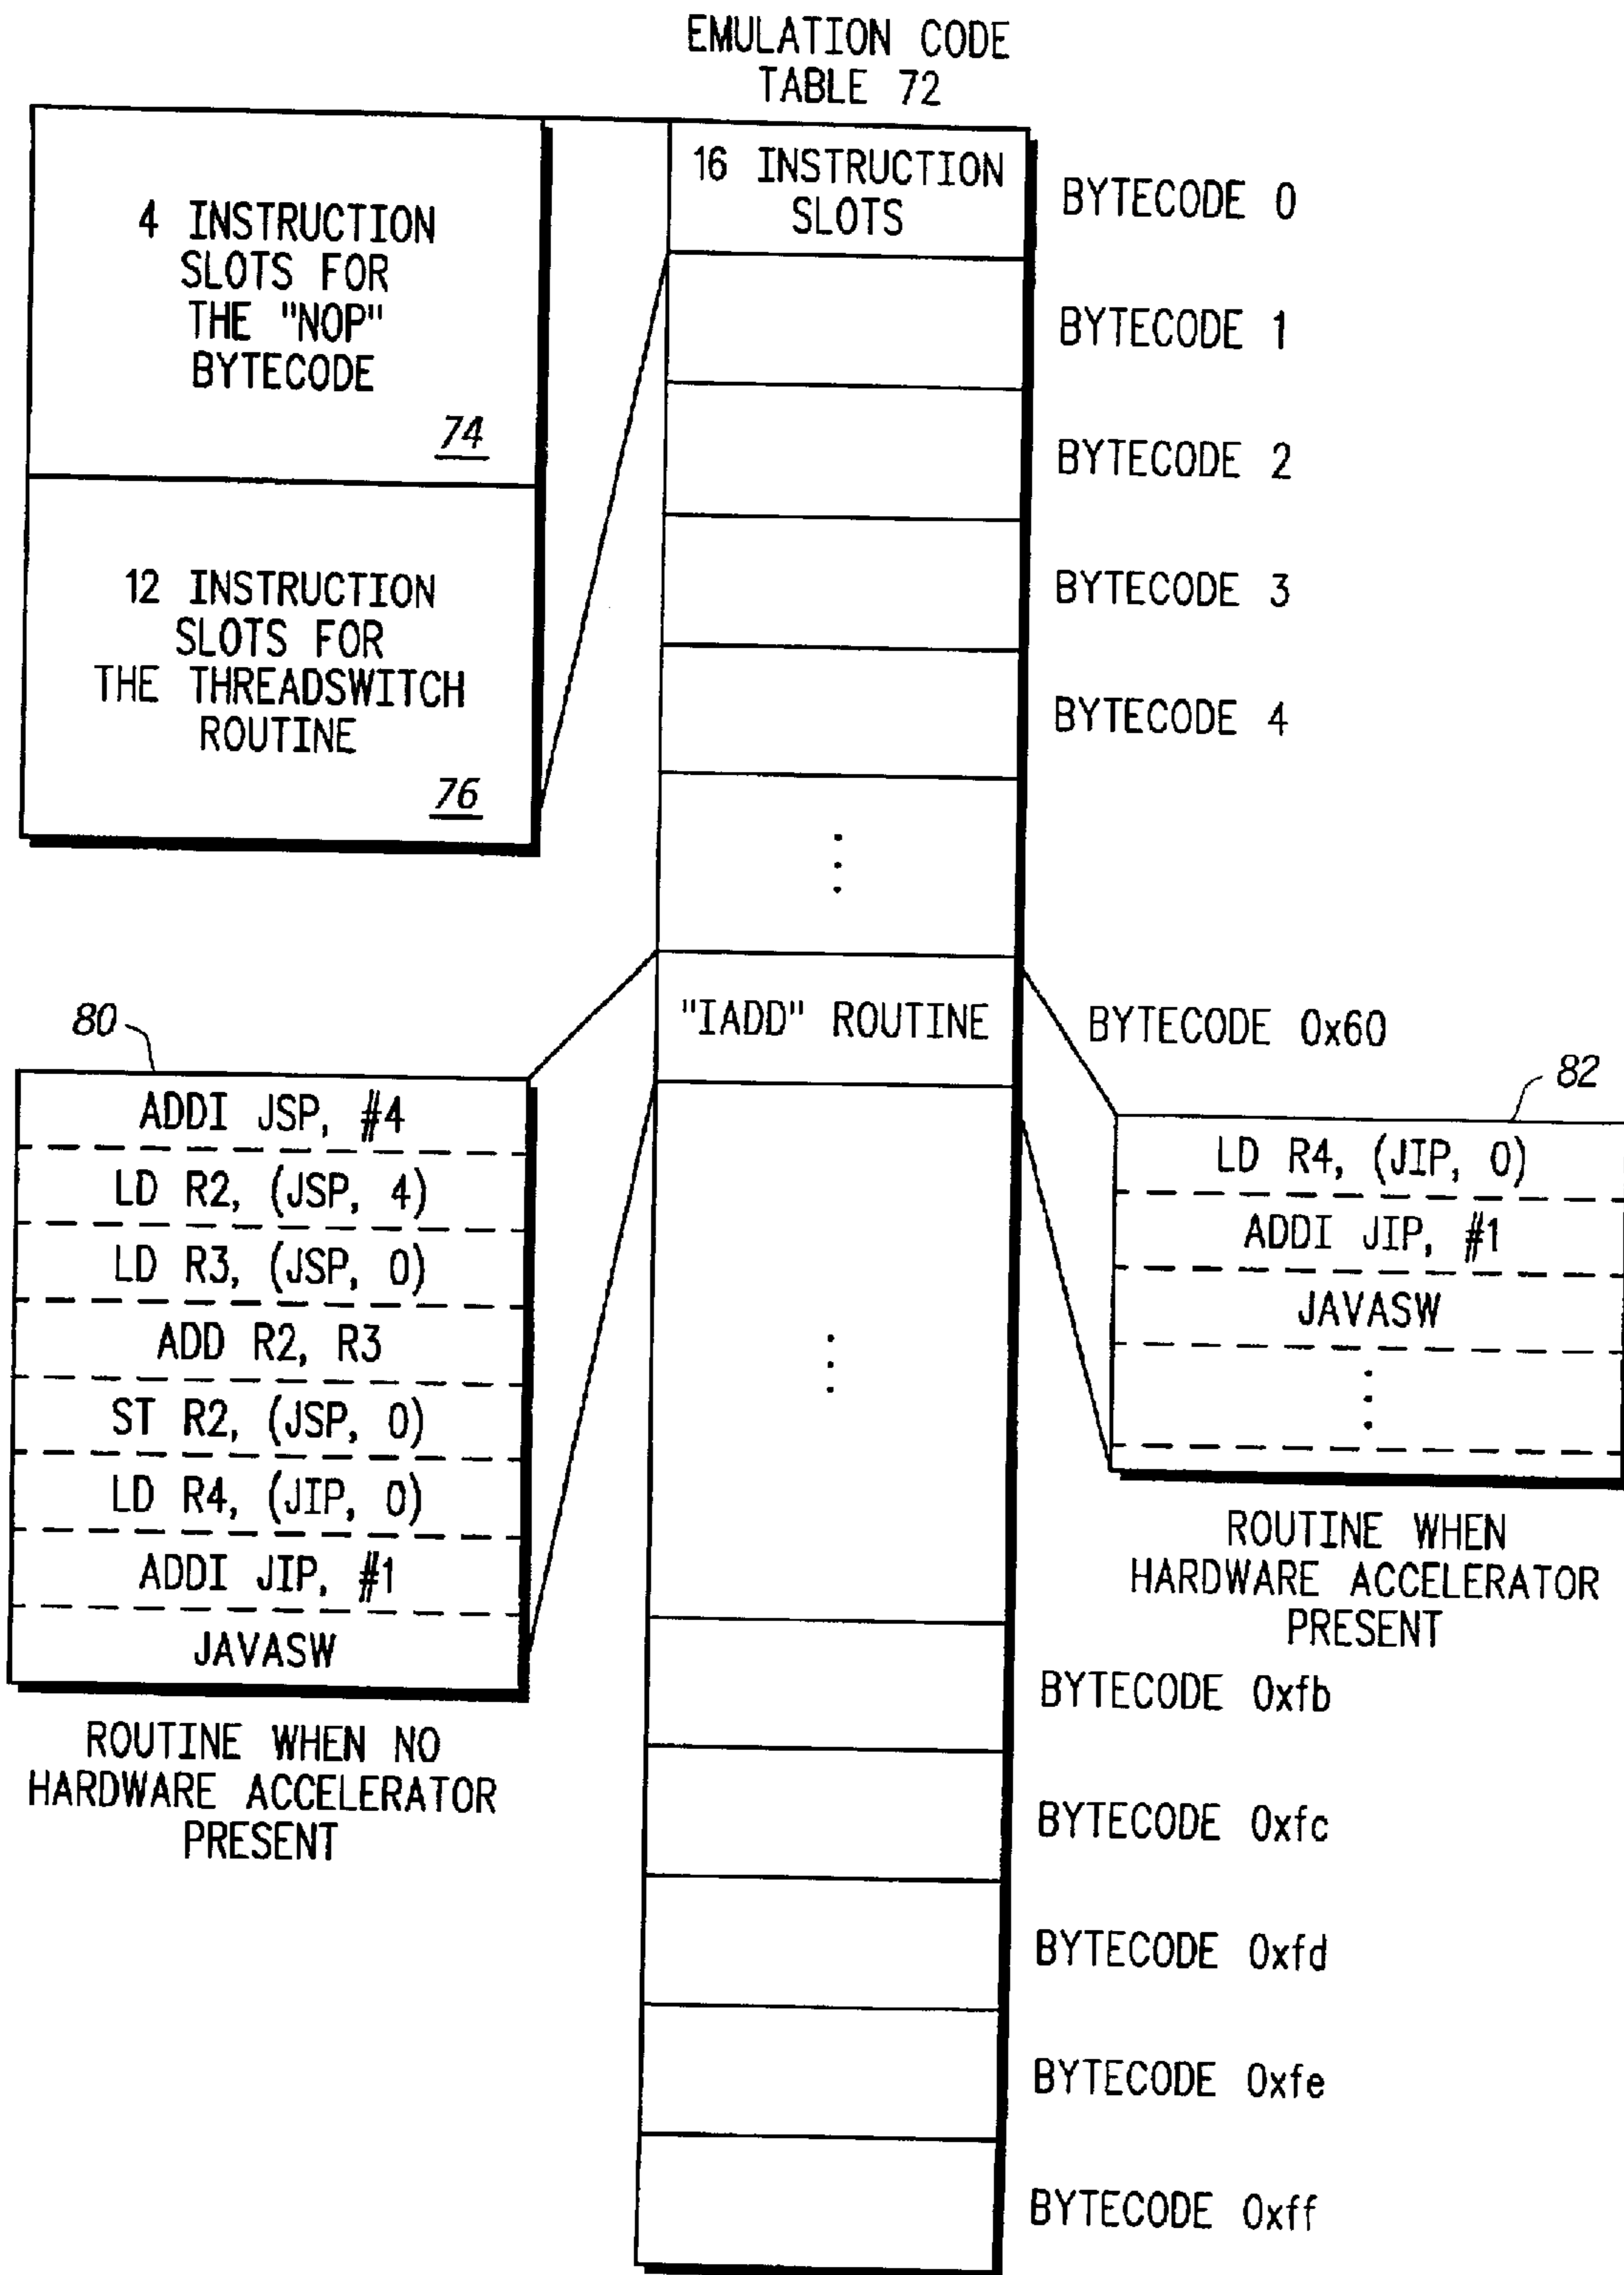 EMULATION CODE
TABLE 72
16 INSTRUCTION
SLOTS
BYTECODE 0
4 INSTRUCTION
SLOTS FOR
THE "NOP"
BYTECODE
74
12 INSTRUCTION
SLOTS FOR
THE THREADSWITCH
ROUTINE
76
BYTECODE 1
BYTECODE 2
BYTECODE 3
BYTECODE 4
"IADD" ROUTINE
BYTECODE 0x60
80
ADDI JSP, #4
LD R2, (JSP, 4)
LD R3, (JSP, 0)
ADD R2, R3
ST R2, (JSP, 0)
LD R4, (JIP, 0)
ADDI JIP, #1
JAVASW
ROUTINE WHEN NO
HARDWARE ACCELERATOR
PRESENT
82
LD R4, (JIP, 0)
ADDI JIP, #1
JAVASW
ROUTINE WHEN
HARDWARE ACCELERATOR
PRESENT
BYTECODE 0xfb
BYTECODE 0xfc
BYTECODE 0xfd
BYTECODE 0xfe
BYTECODE 0xff